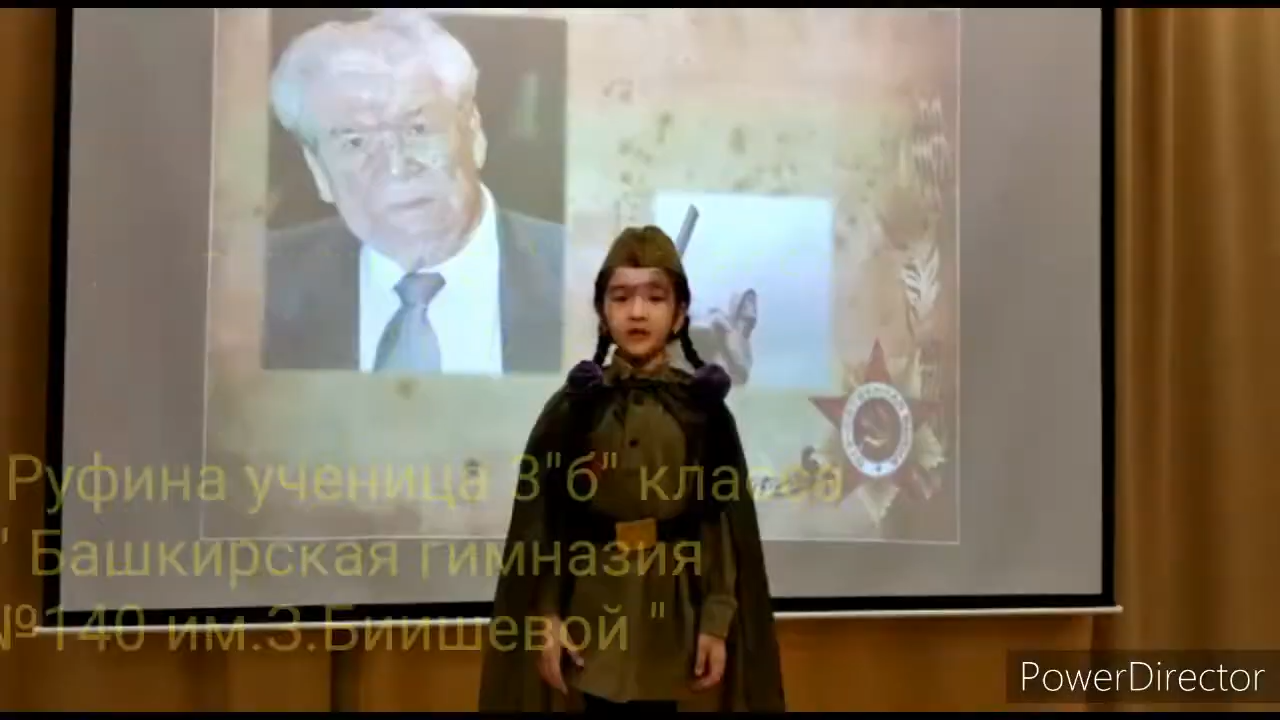 Руфина ученица 3"б" класса
" Башкирская гимназия
№140 им.З.Биишевой "
PowerDirector